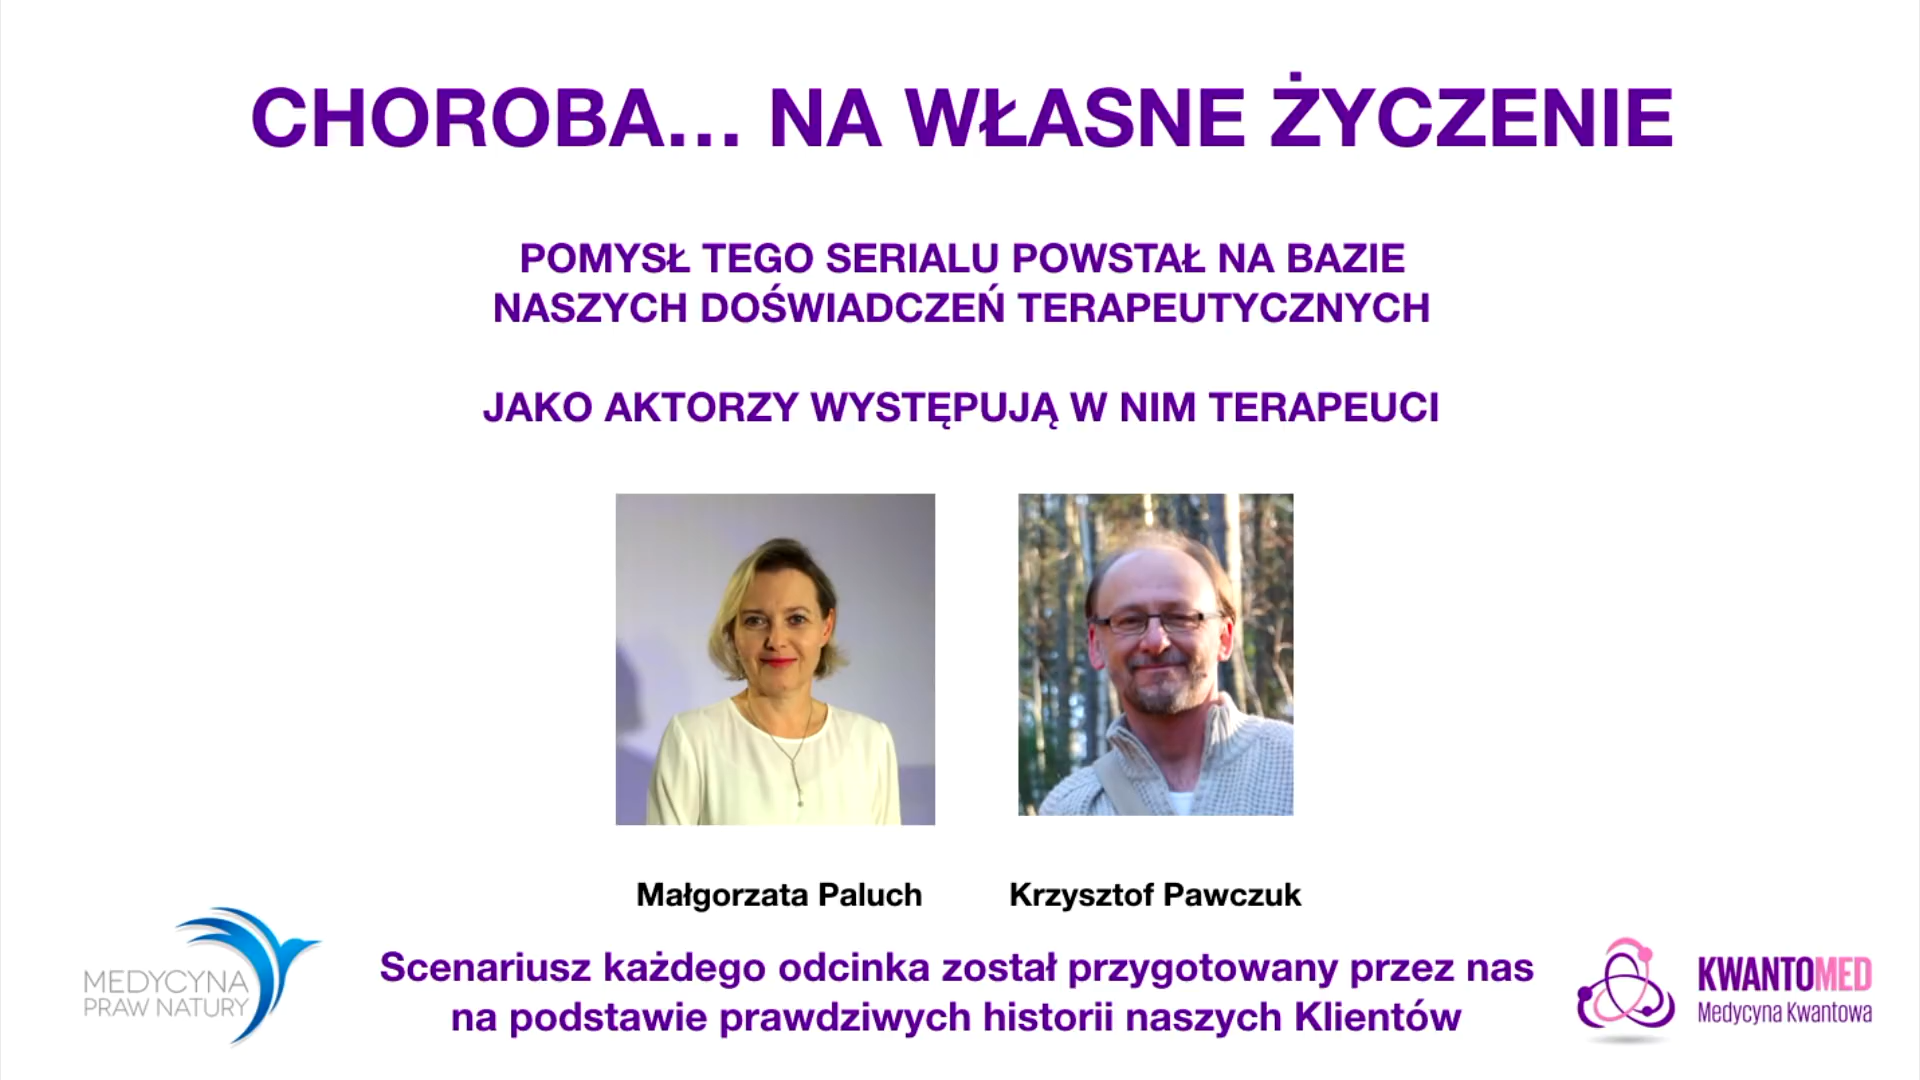 CHOROBA... NA WŁASNE ŻYCZENIE
POMYSŁ TEGO SERIALU POWSTAŁ NA BAZIE
NASZYCH DOŚWIADCZEŃ TERAPEUTYCZNYCH
JAKO AKTORZY WYSTĘPUJĄ W NIM TERAPEUCI
Małgorzata Paluch
Krzysztof Pawczuk
MEDYCYNA
PRAW NATURY
Scenariusz każdego odcinka został przygotowany przez nas
na podstawie prawdziwych historii naszych Klientów
KWANTOMED
Medycyna Kwantowa